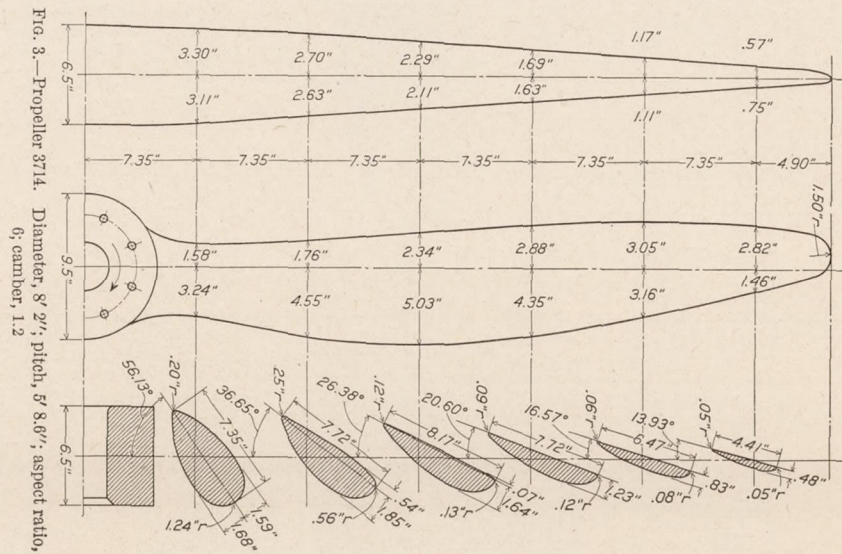 FIG. 3.—Propeller 3714. Diameter, 8' 2"; pitch, 5' 8.6"; aspect ratio,
6; camber, 1.2
6.5"
3.30" 2.70" 2.29" 1.69" 1.17" .57"
3.11" 2.63" 2.11" 1.63" 1.11" .75"
7.35" 7.35" 7.35" 7.35" 7.35" 7.35" 4.90"
1.50"r.
9.5"
1.58" 1.76" 2.34" 2.88" 3.05" 2.82"
3.24" 4.55" 5.03" 4.35" 3.16" 1.46"
6.5"
56.13° 36.65° 26.38° 20.60° 16.57° 13.93°
.20"r .25"r .12"r .09"r .06"r .05"r
7.35" 7.72" 8.17" 7.72" 6.47" 4.41"
1.59" .54" .07"
1.68" 1.85" 1.64" 1.23" .83" .48"
1.24"r .56"r .13"r .12"r .08"r .05"r